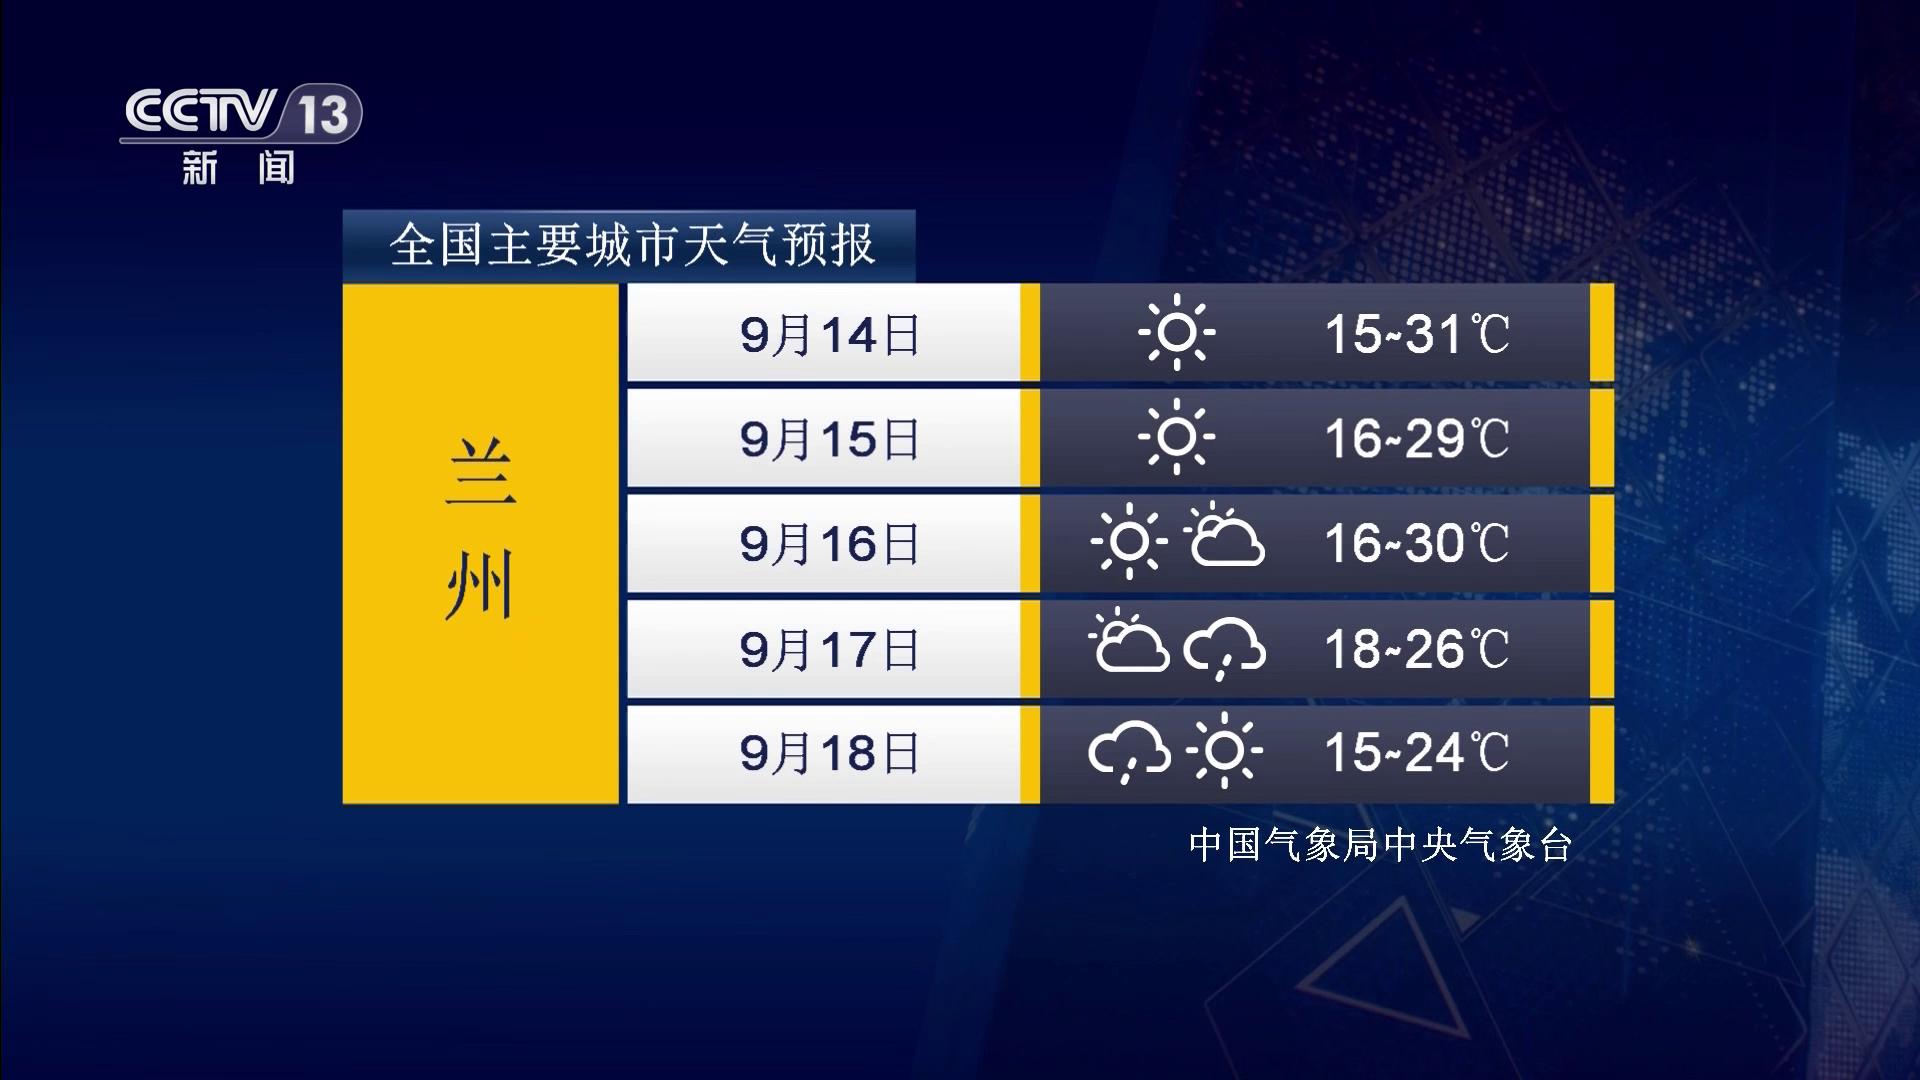 CCTV 13
新闻
全国主要城市天气预报
兰州
9月14日 15~31℃
9月15日 16~29℃
9月16日 16~30℃
9月17日 18~26℃
9月18日 15~24℃
中国气象局中央气象台